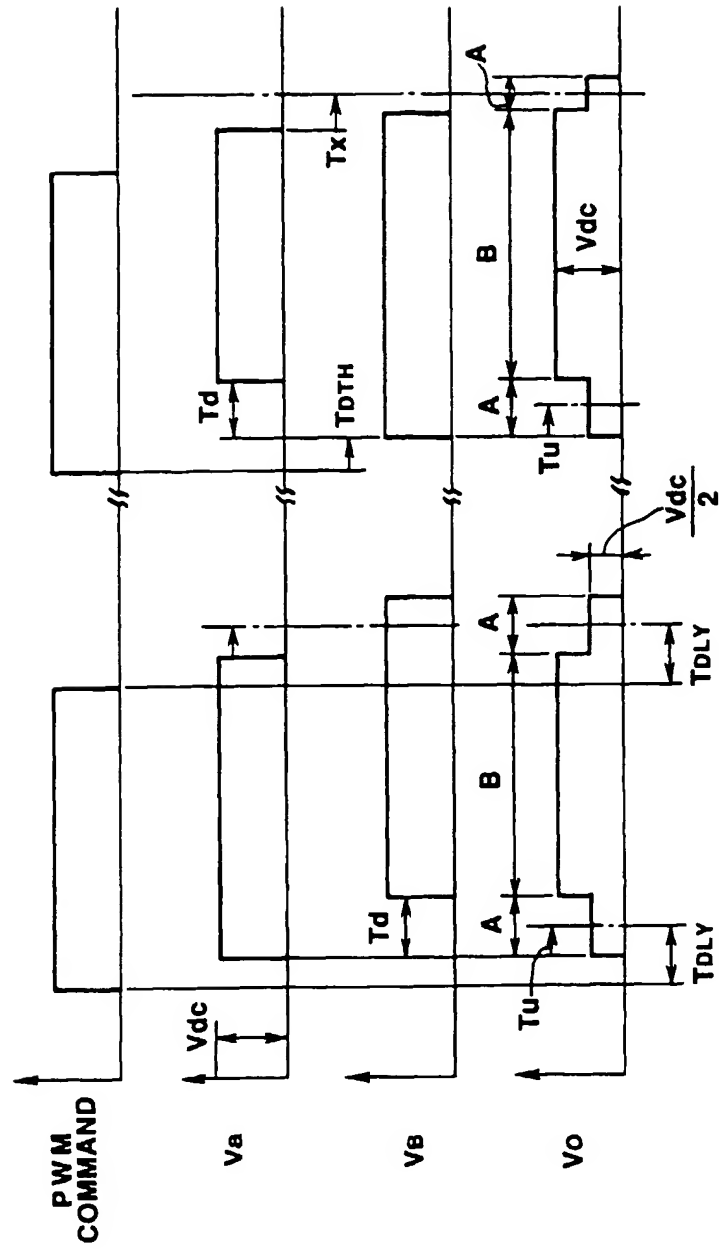 PWM
COMMAND
Va
Vdc
Tx
Td
TDTH
VB
Td
Vo
A
B
A
Tu
TDLY
TDLY
Vdc
2
A
B
A
Tu
Vdc